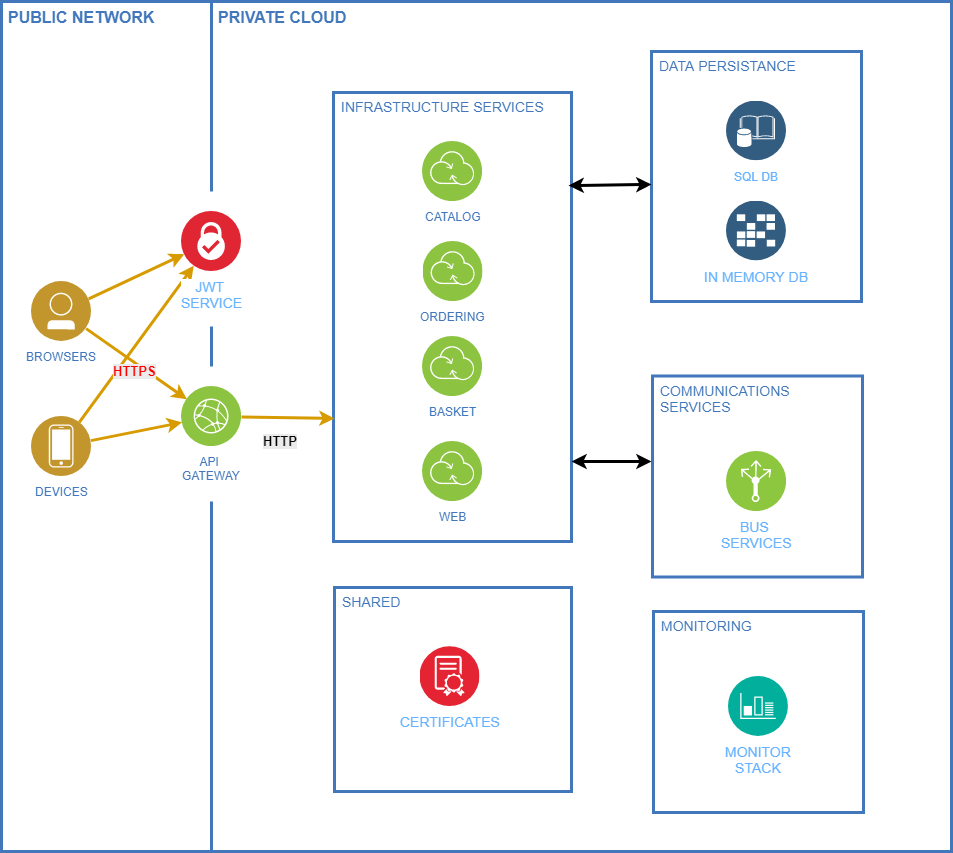 PUBLIC NETWORK
PRIVATE CLOUD
DATA PERSISTANCE
SQL DB
IN MEMORY DB
INFRASTRUCTURE SERVICES
CATALOG
ORDERING
BASKET
WEB
JWT
SERVICE
BROWSERS
HTTPS
DEVICES
API
GATEWAY
HTTP
COMMUNICATIONS
SERVICES
BUS
SERVICES
SHARED
CERTIFICATES
MONITORING
MONITOR
STACK